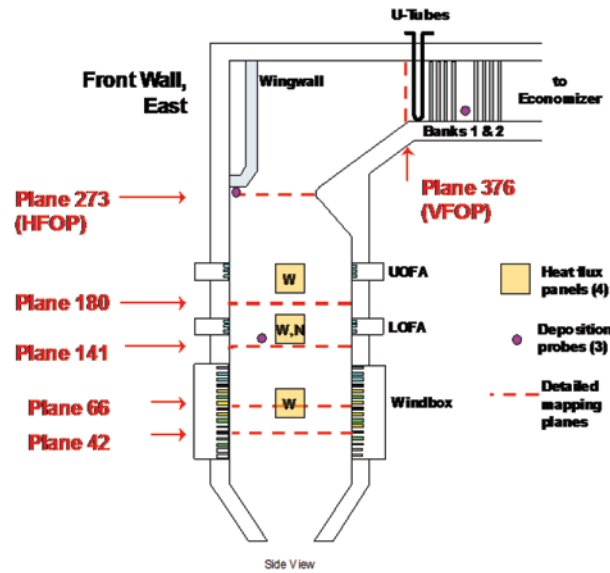 U-Tubes
Front Wall,
East
Wingwall
to
Economizer
Banks 1 & 2
Plane 273
(HFOP)
Plane 376
(VFOP)
W
UOFA
Heat flux
panels (4)
Plane 180
W,N
LOFA
Deposition
probes (3)
Plane 141
Plane 66
W
Windbox
Detailed
mapping
planes
Plane 42
Side View